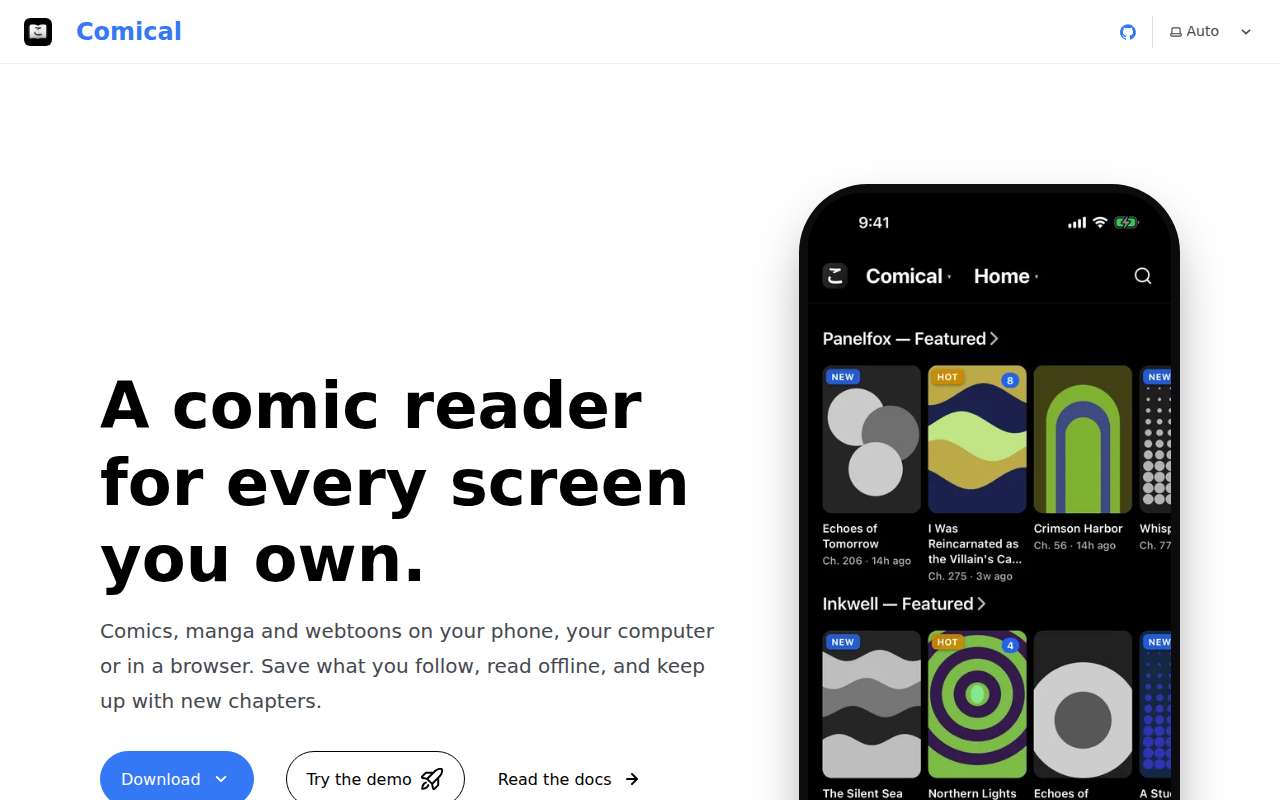 Comical
Auto
A comic reader
for every screen
you own.
Comics, manga and webtoons on your phone, your computer
or in a browser. Save what you follow, read offline, and keep
up with new chapters.
Download
Try the demo
Read the docs
9:41
Comical · Home ·
Panelfox — Featured
NEW
HOT
8
NEW
Echoes of
Tomorrow
Ch. 206 · 14h ago
I Was
Reincarnated as
the Villain's Ca...
Ch. 275 · 3w ago
Crimson Harbor
Ch. 56 · 14h ago
Whisp
Ch. 77
Inkwell — Featured
NEW
HOT
4
NEW
The Silent Sea
Northern Lights
Echoes of
A Stu